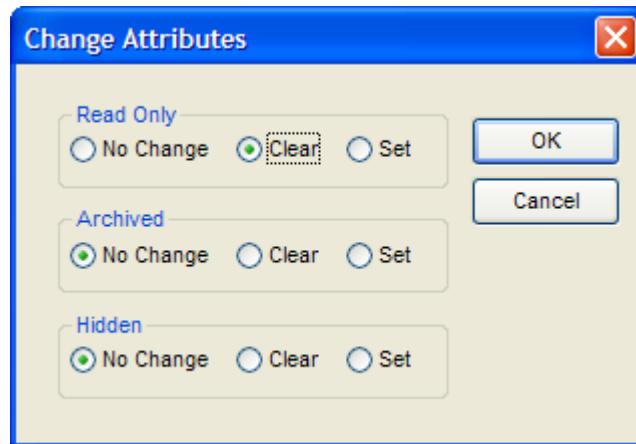 Change Attributes
Read Only
No Change Clear Set
OK
Cancel
Archived
No Change Clear Set
Hidden
No Change Clear Set